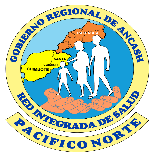 GOBIERNO REGIONAL DE ANCASH
RED INTEGRADA DE SALUD
PACIFICO NORTE